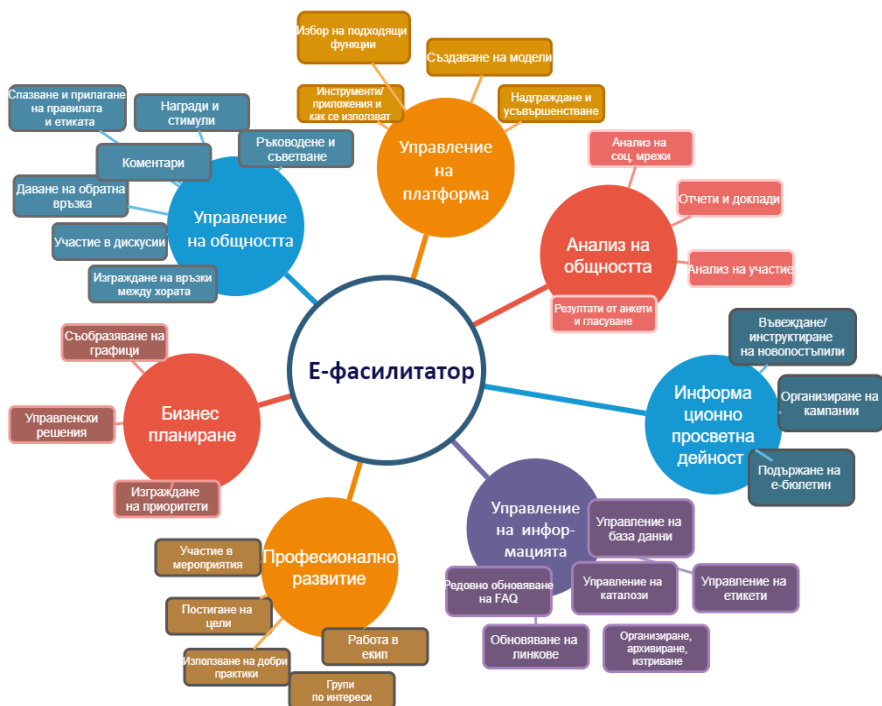 Избор на подходящи
функции
Създаване на модели
Инструменти/
приложения и
как се използват
Надграждане и
усъвършенстване
Управление
на
платформа
Спазване и прилагане
на правилата
и етиката
Награди и
стимули
Ръководене и
съветване
Коментари
Даване на обратна
връзка
Участие в дискусии
Изграждане на връзки
между хората
Управление
на общността
Анализ на
соц, мрежи
Отчети и доклади
Анализ на участие
Резултати от анкети
и гласуване
Анализ на
общността
Е-фасилитатор
Съобразяване на
графици
Управленски
решения
Изграждане
на приоритети
Бизнес
планиране
Въвеждане/
инструктиране
на новопостъпили
Организиране на
кампании
Подържане на
е-бюлетин
Информа
ционно
просветна
дейност
Управление
на инфор-
мацията
Управление на
база данни
Редовно обновяване
на FAQ
Управление на
каталози
Управление на
етикети
Обновяване на
линкове
Организиране,
архивиране,
изтриване
Професионално
развитие
Участие в
мероприятия
Постигане на
цели
Използване на добри
практики
Работа в
екип
Групи
по интереси